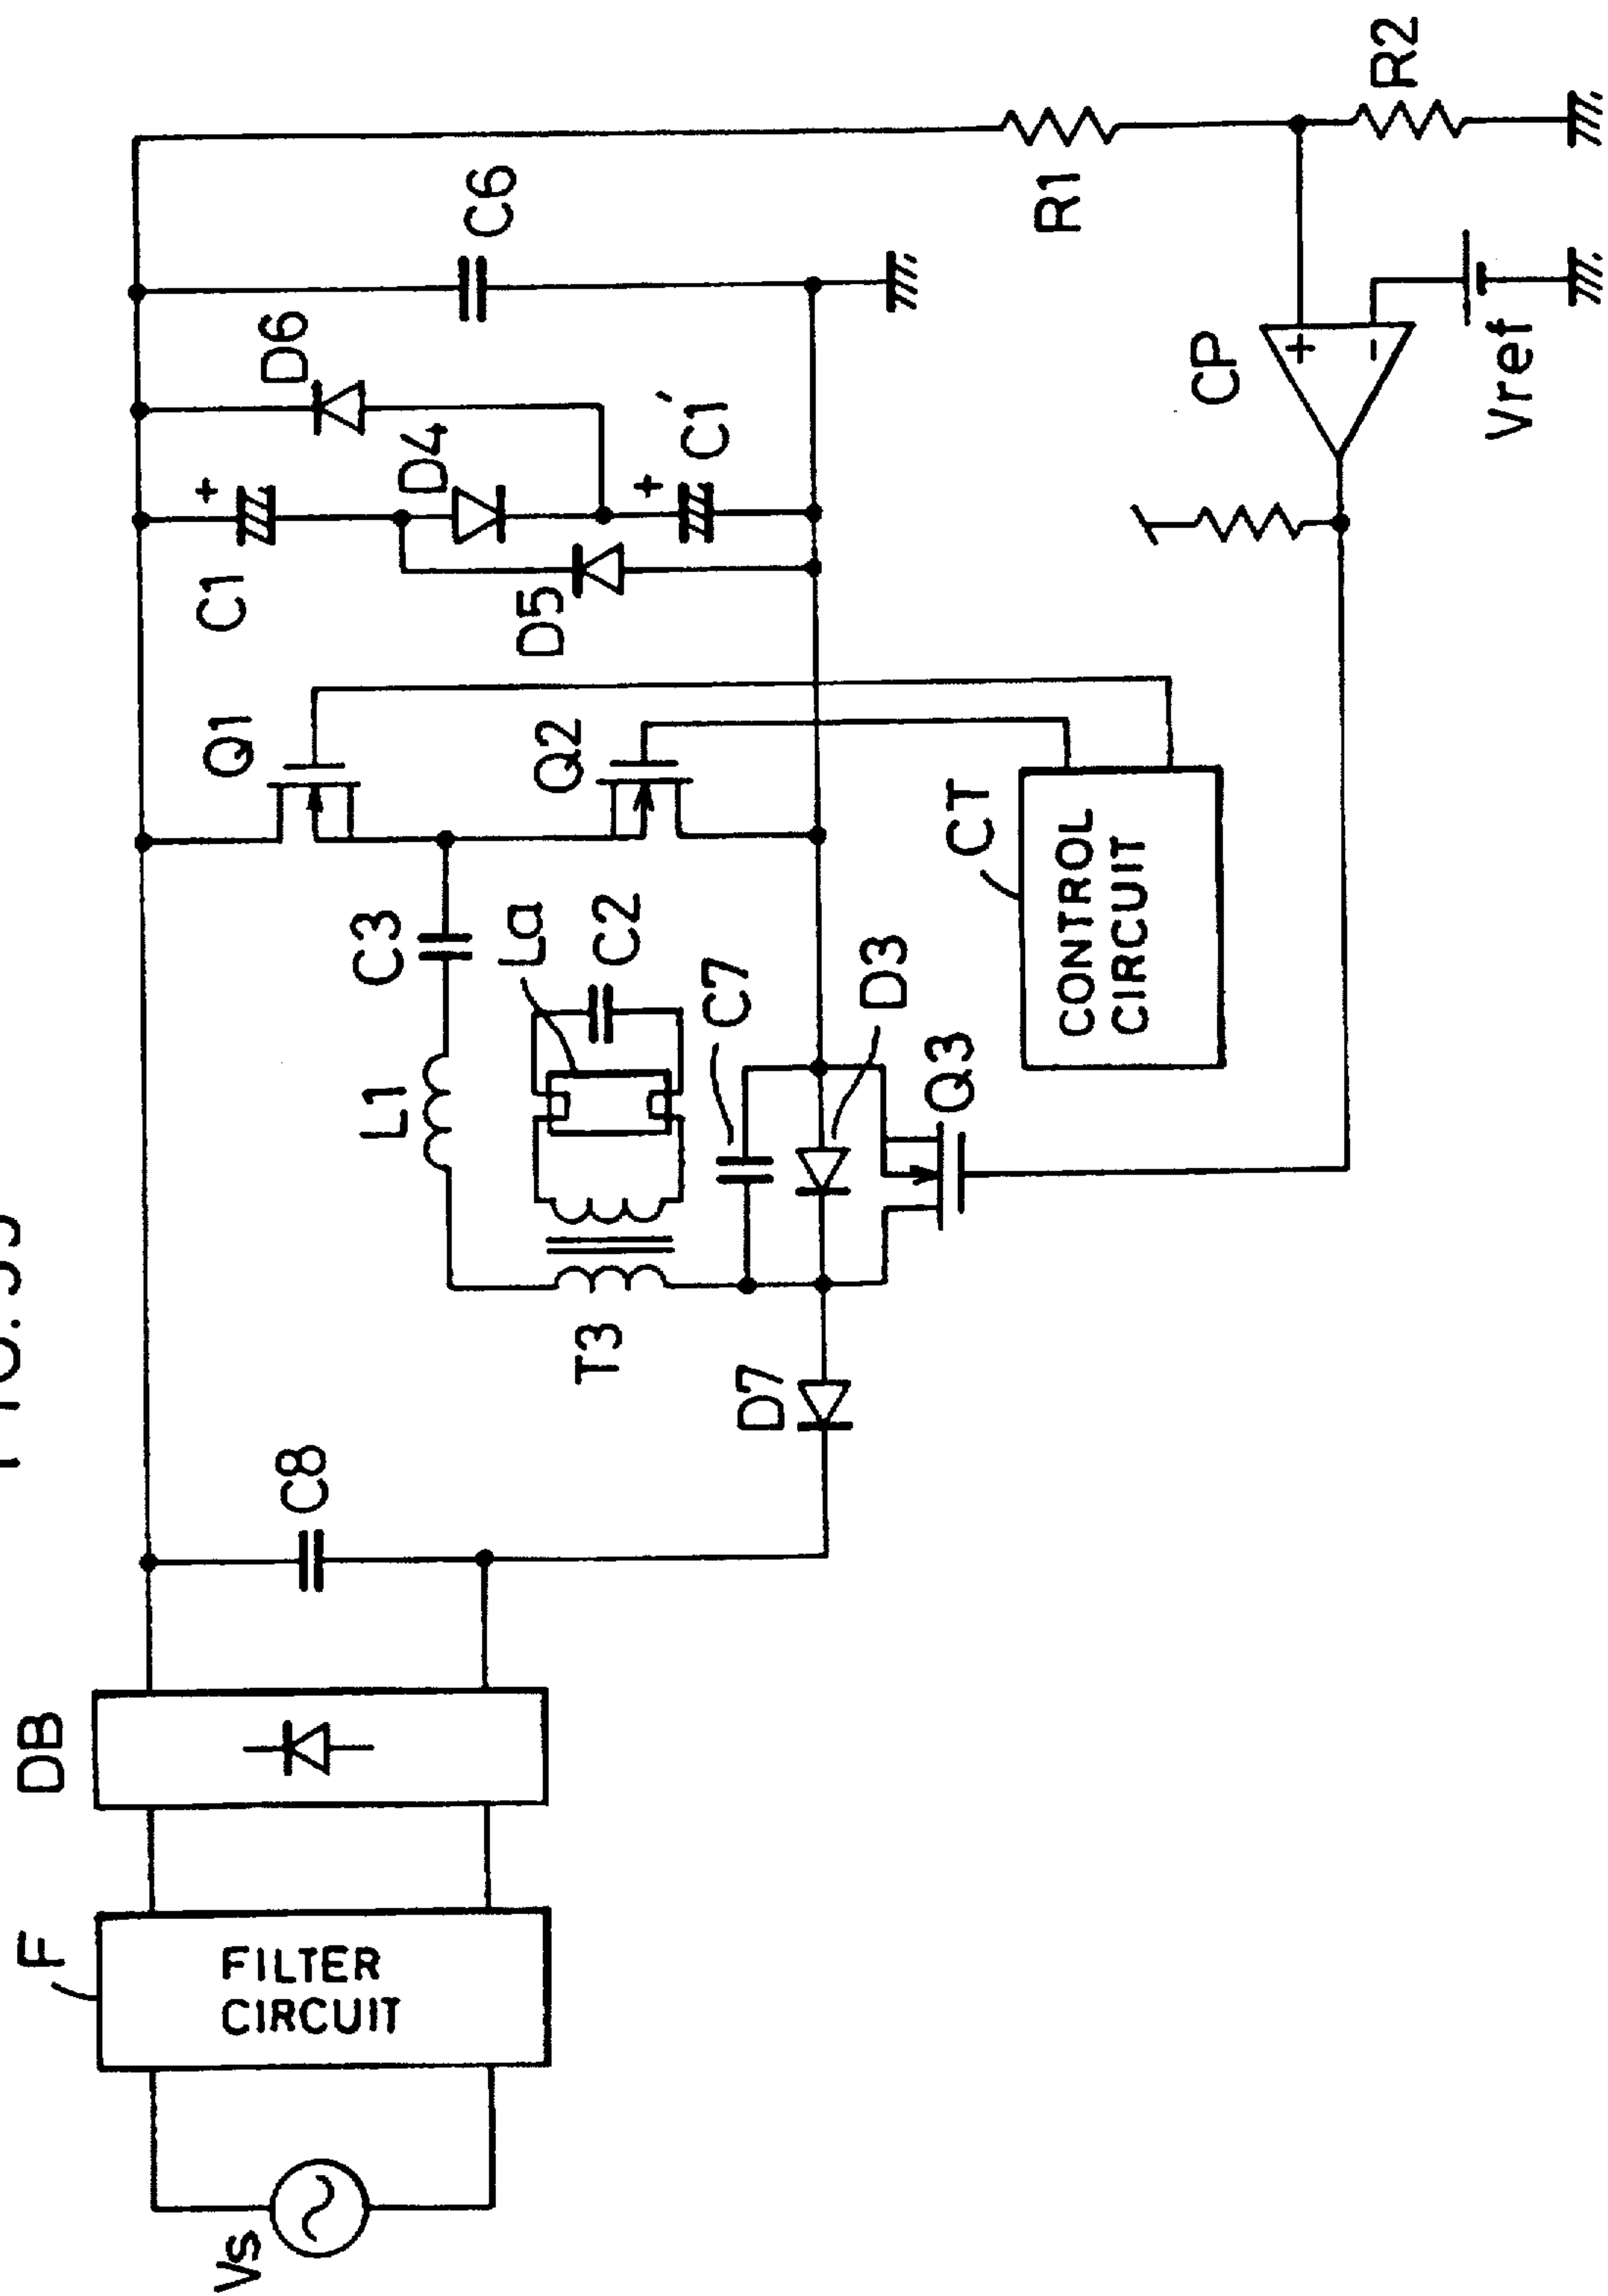 Vs
F
FILTER
CIRCUIT
DB
C8
D7
T3
L1
C3
La
C2
C7
D3
Q3
Q1
Q2
CT
CONTROL
CIRCUIT
C1
+
D5
D4
D6
+
C1'
C6
R1
R2
CP
+
-
Vref